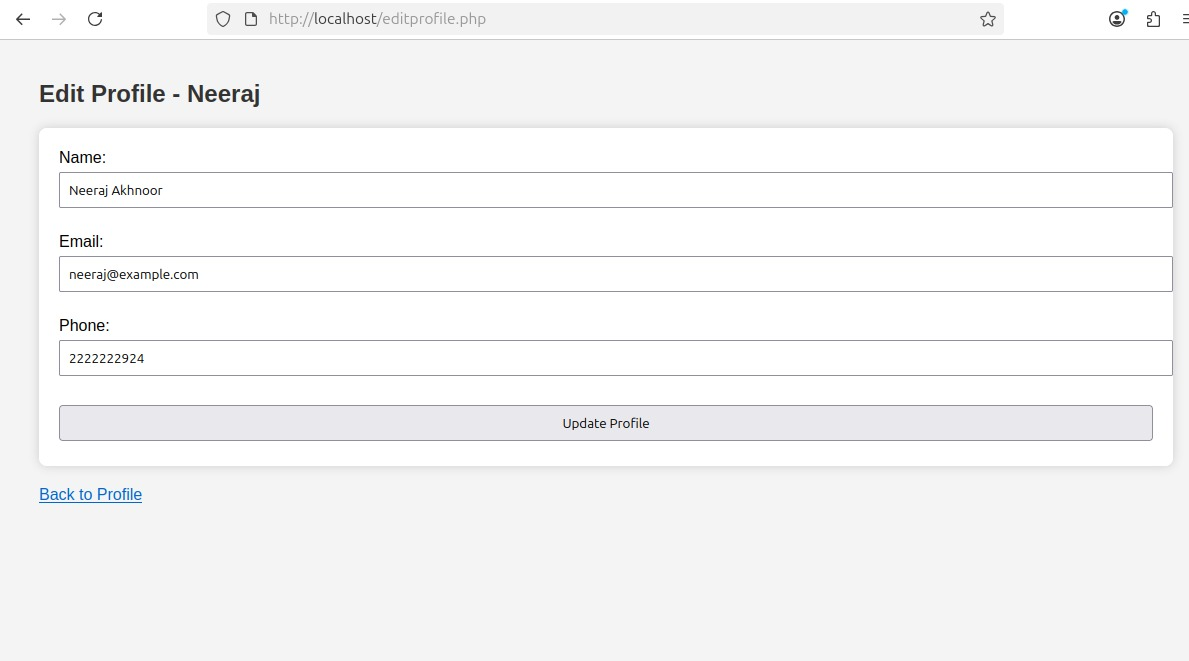 http://localhost/editprofile.php
Edit Profile - Neeraj
Name:
Neeraj Akhnoor
Email:
neeraj@example.com
Phone:
2222222924
Update Profile
Back to Profile